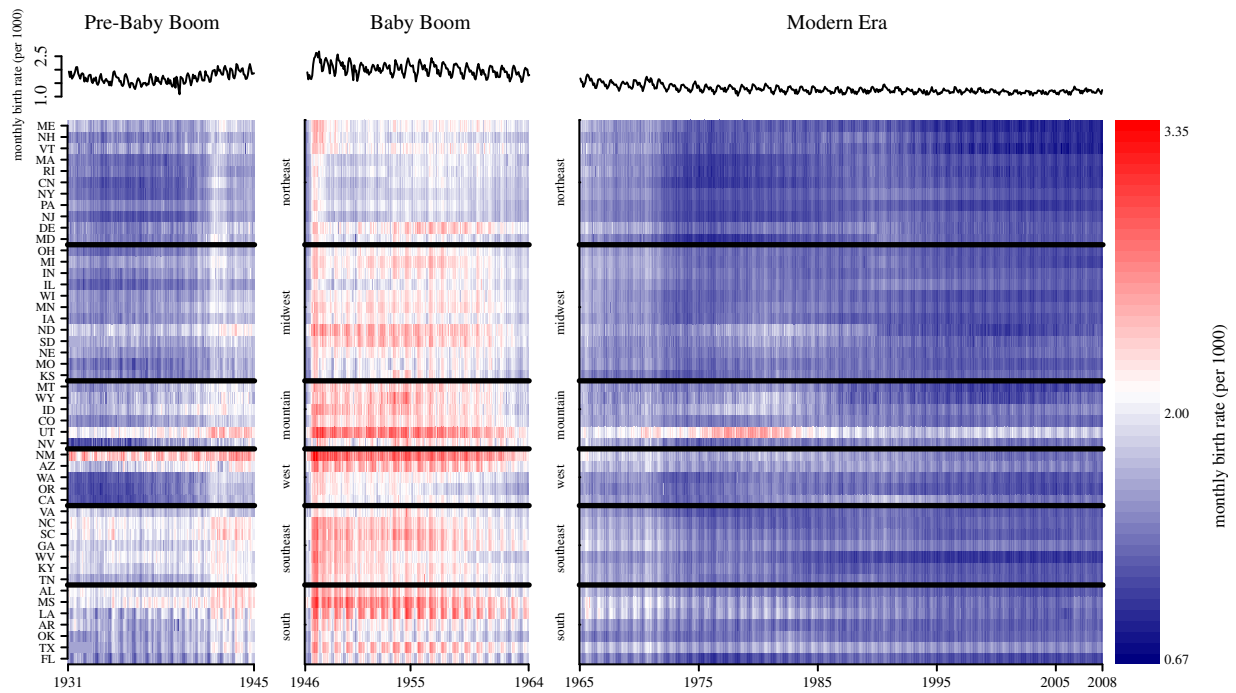 Pre-Baby Boom Baby Boom Modern Era
monthly birth rate (per 1000)
2.5
1.0
ME
NH
VT
MA
RI
CN
NY
PA
NJ
DE
MD
OH
MI
IN
IL
WI
MN
IA
ND
SD
NE
MO
KS
MT
WY
ID
CO
UT
NV
NM
AZ
WA
OR
CA
VA
NC
SC
GA
WV
KY
TN
AL
MS
LA
AR
OK
TX
FL
northeast
midwest
mountain
west
southeast
south
northeast
midwest
mountain
west
southeast
south
3.35
2.00
0.67
monthly birth rate (per 1000)
1931 1945 1946 1955 1964 1965 1975 1985 1995 2005 2008